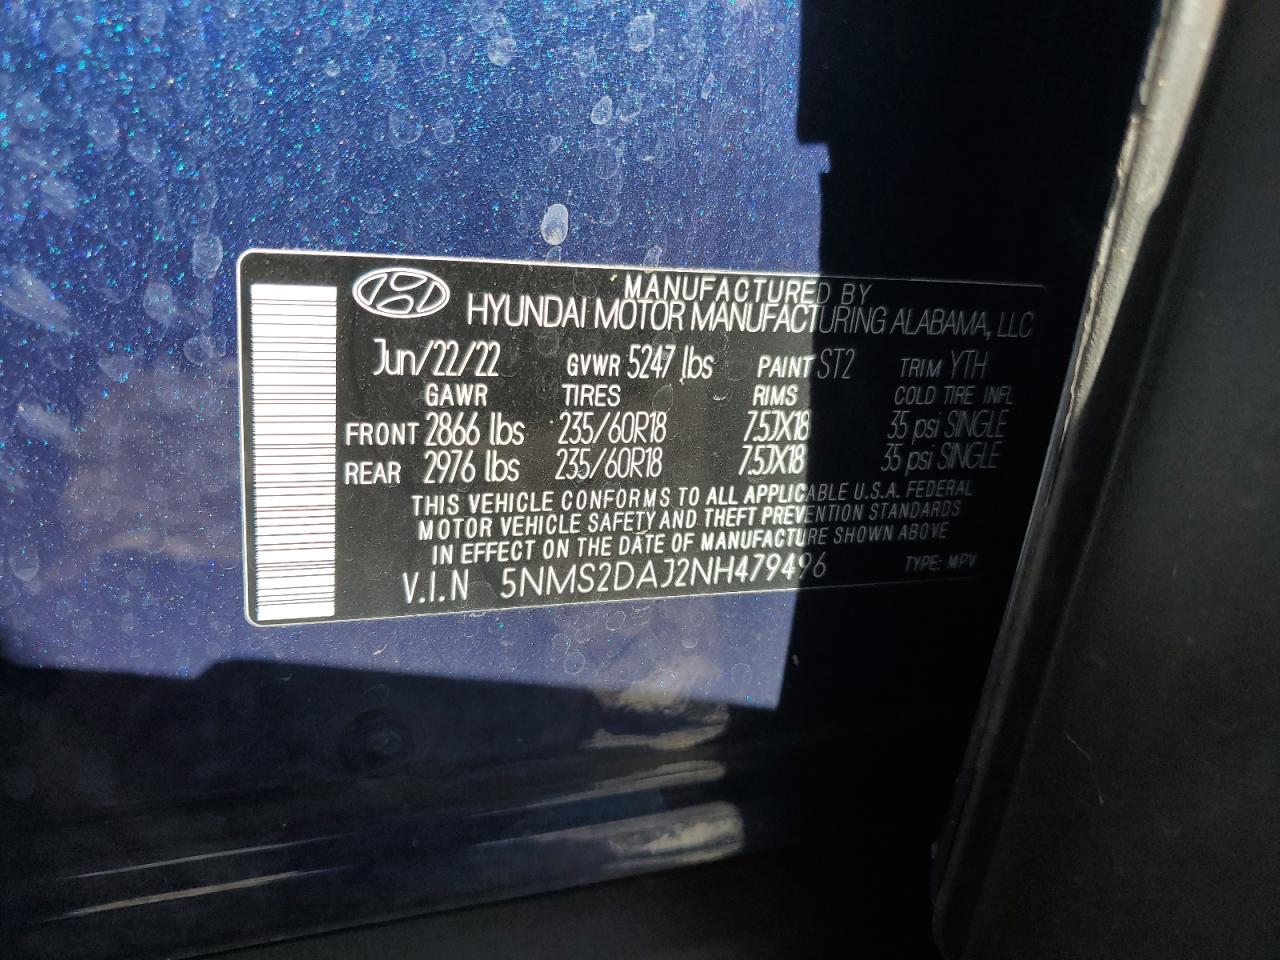 MANUFACTURED BY
HYUNDAI MOTOR MANUFACTURING ALABAMA, LLC
Jun/22/22 GVWR 5247 lbs PAINT ST2 TRIM YTH
GAWR TIRES RIMS COLD TIRE INFL
FRONT 2866 lbs 235/60R18 7.5JX18 35 psi SINGLE
REAR 2976 lbs 235/60R18 7.5JX18 35 psi SINGLE
THIS VEHICLE CONFORMS TO ALL APPLICABLE U.S.A. FEDERAL
MOTOR VEHICLE SAFETY AND THEFT PREVENTION STANDARDS
IN EFFECT ON THE DATE OF MANUFACTURE SHOWN ABOVE
V.I.N 5NMS2DAJ2NH479496 TYPE: MPV